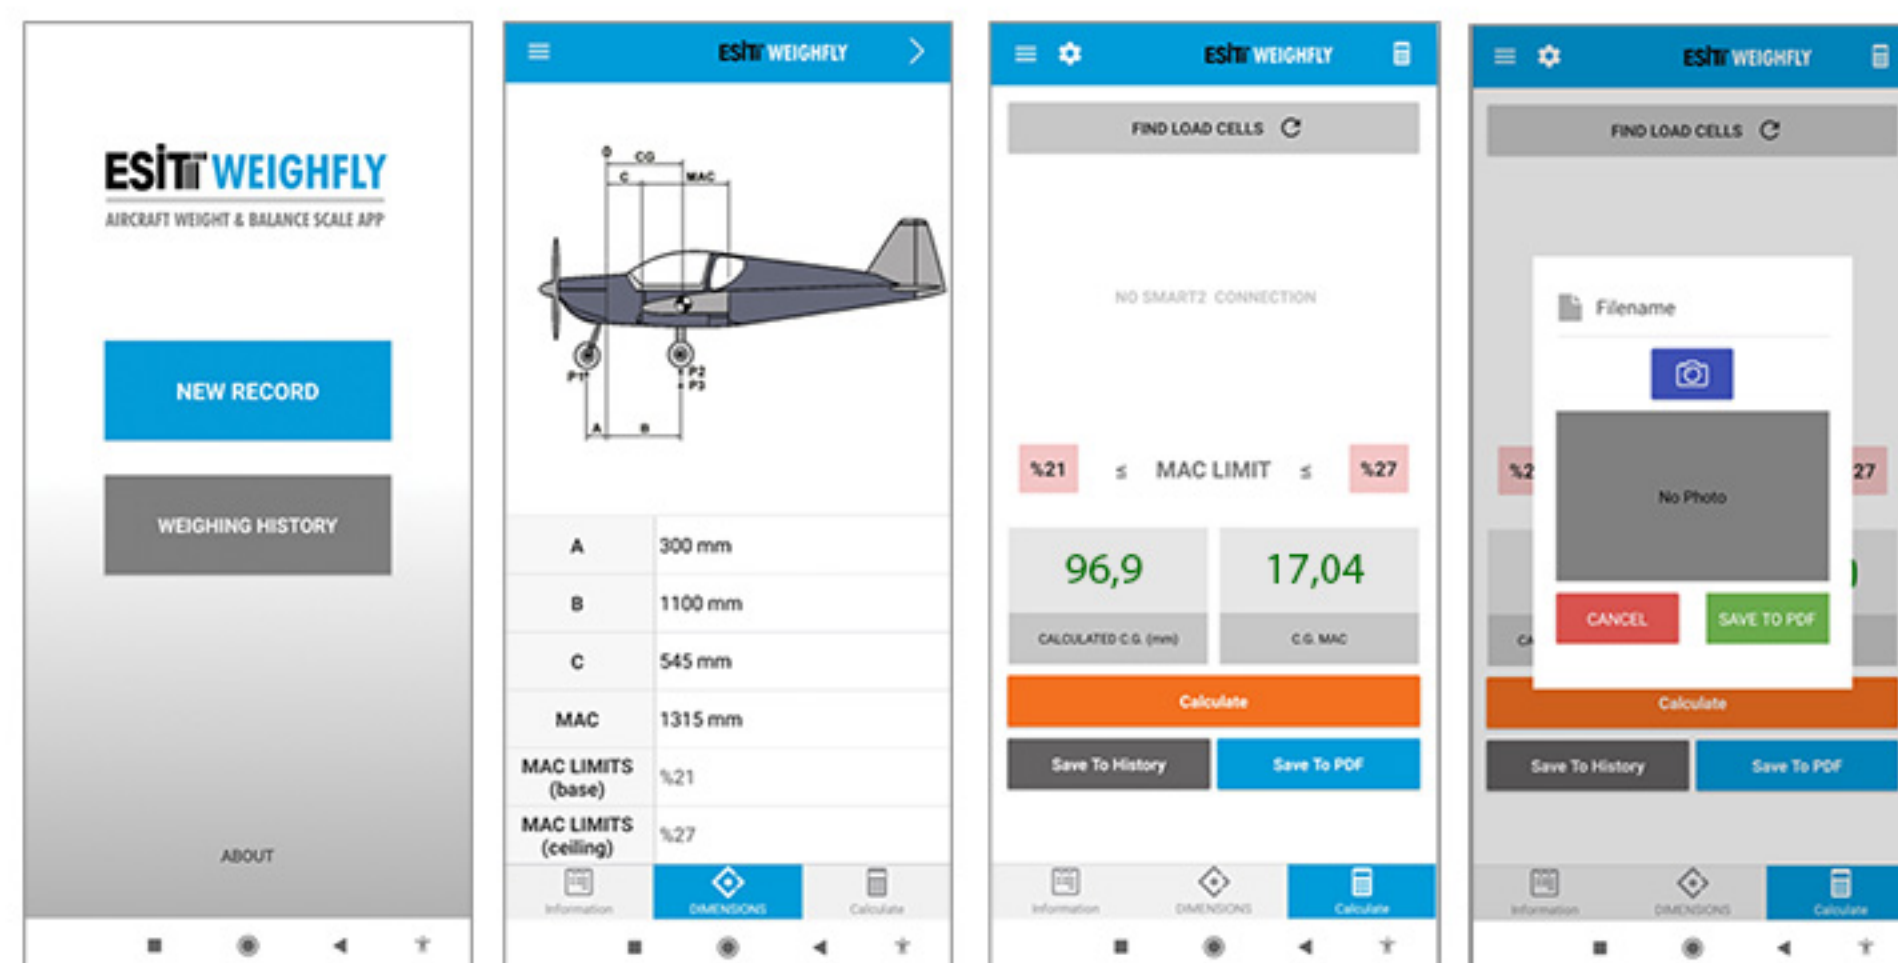 ESİT WEIGHFLY
AIRCRAFT WEIGHT & BALANCE SCALE APP
NEW RECORD
WEIGHING HISTORY
ABOUT
ESİT WEIGHFLY
0
CG
C
MAC
P1
P2
P3
A
B
A 300 mm
B 1100 mm
C 545 mm
MAC 1315 mm
MAC LIMITS
(base) %21
MAC LIMITS
(ceiling) %27
Information
DIMENSIONS
Calculate
ESİT WEIGHFLY
FIND LOAD CELLS
NO SMART2 CONNECTION
%21 ≤ MAC LIMIT ≤ %27
96,9
17,04
CALCULATED C.G. (mm)
C.G. MAC
Calculate
Save To History
Save To PDF
Information
DIMENSIONS
Calculate
ESİT WEIGHFLY
FIND LOAD CELLS
Filename
%2
27
No Photo
CANCEL
SAVE TO PDF
CA
Calculate
Save To History
Save To PDF
Information
DIMENSIONS
Calculate